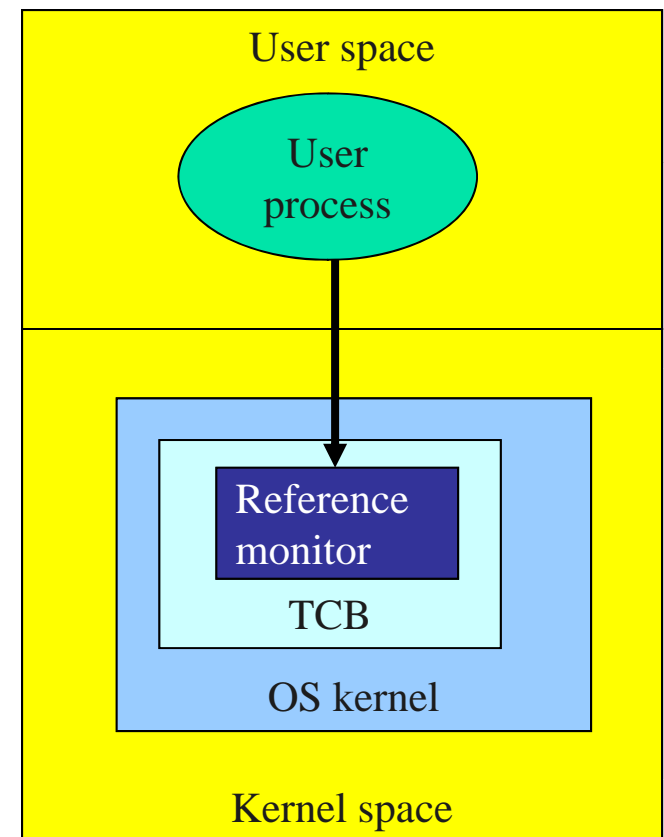 User space
User
process
Reference
monitor
TCB
OS kernel
Kernel space